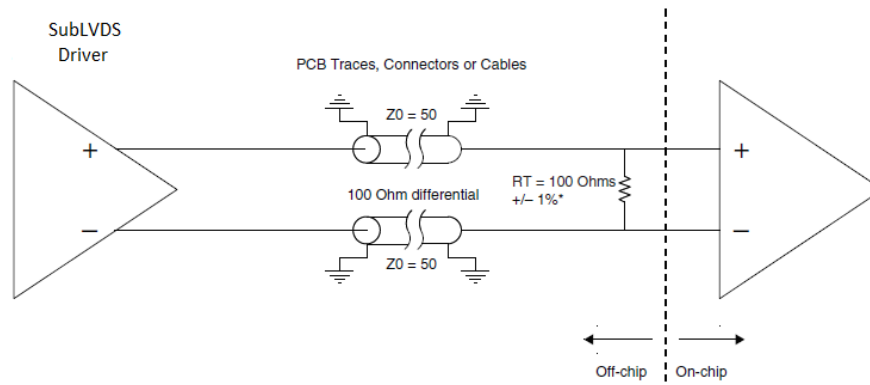 SubLVDS
Driver
PCB Traces, Connectors or Cables
Z0 = 50
+
+
100 Ohm differential
RT = 100 Ohms
+/– 1%*
–
–
Z0 = 50
Off-chip
On-chip